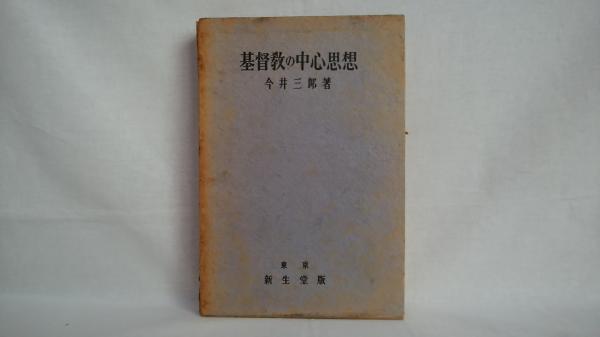 基督教の中心思想
今井三郎著
東京
新生堂版